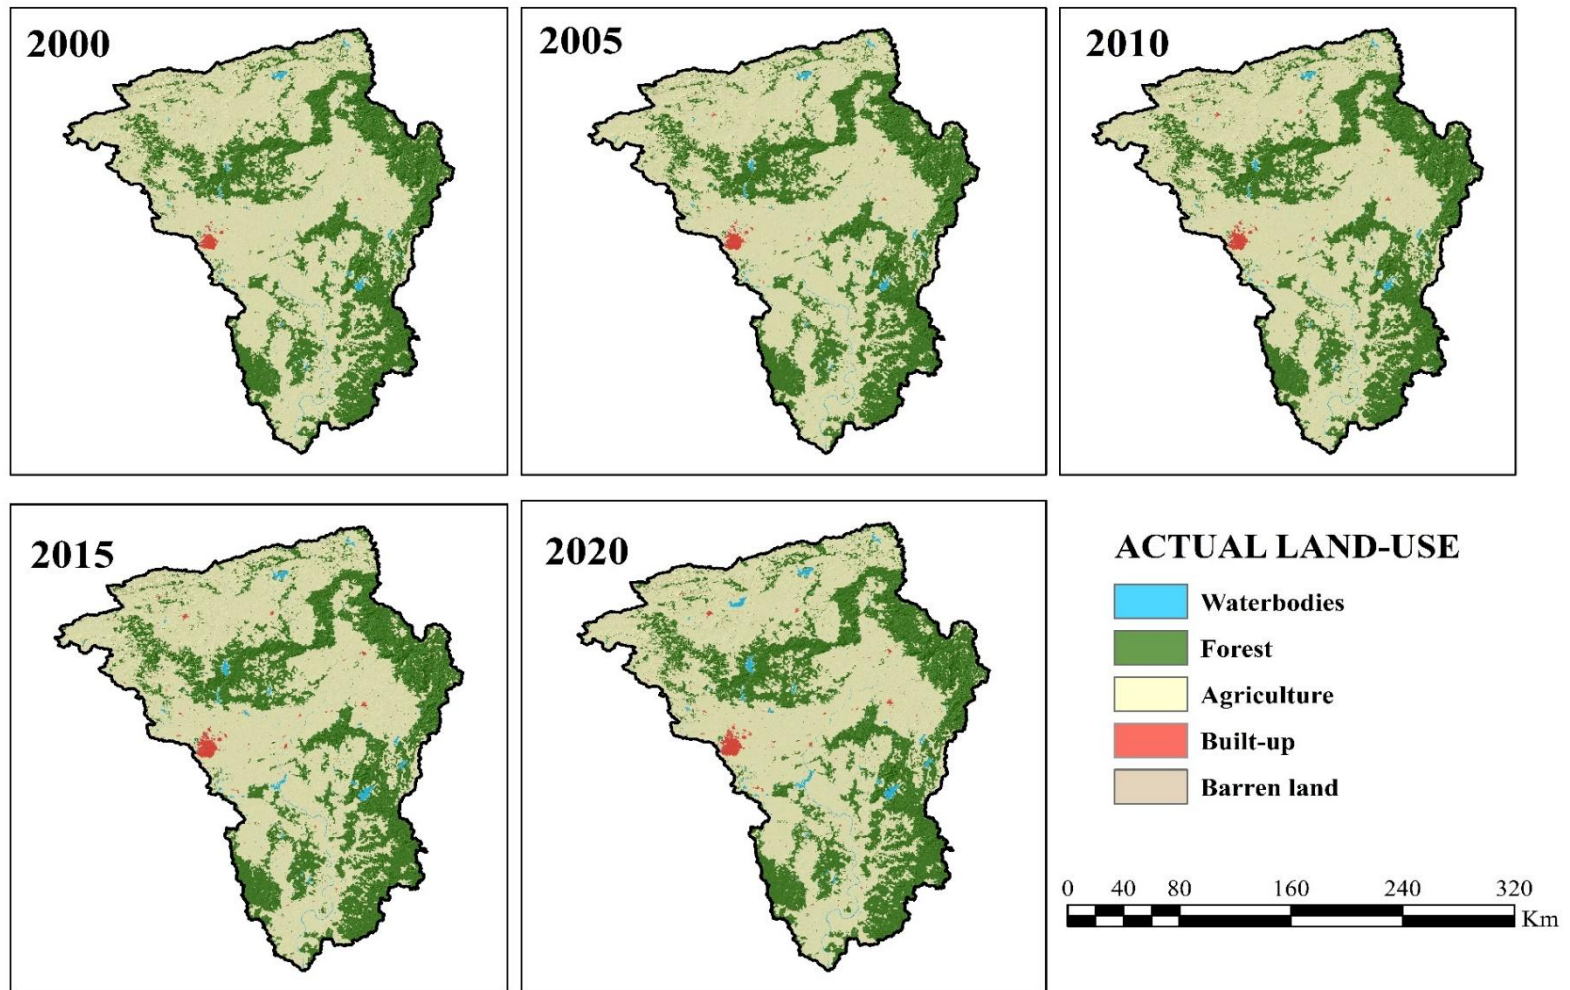 2000
2005
2010
2015
2020
ACTUAL LAND-USE
Waterbodies
Forest
Agriculture
Built-up
Barren land
0 40 80 160 240 320
Km